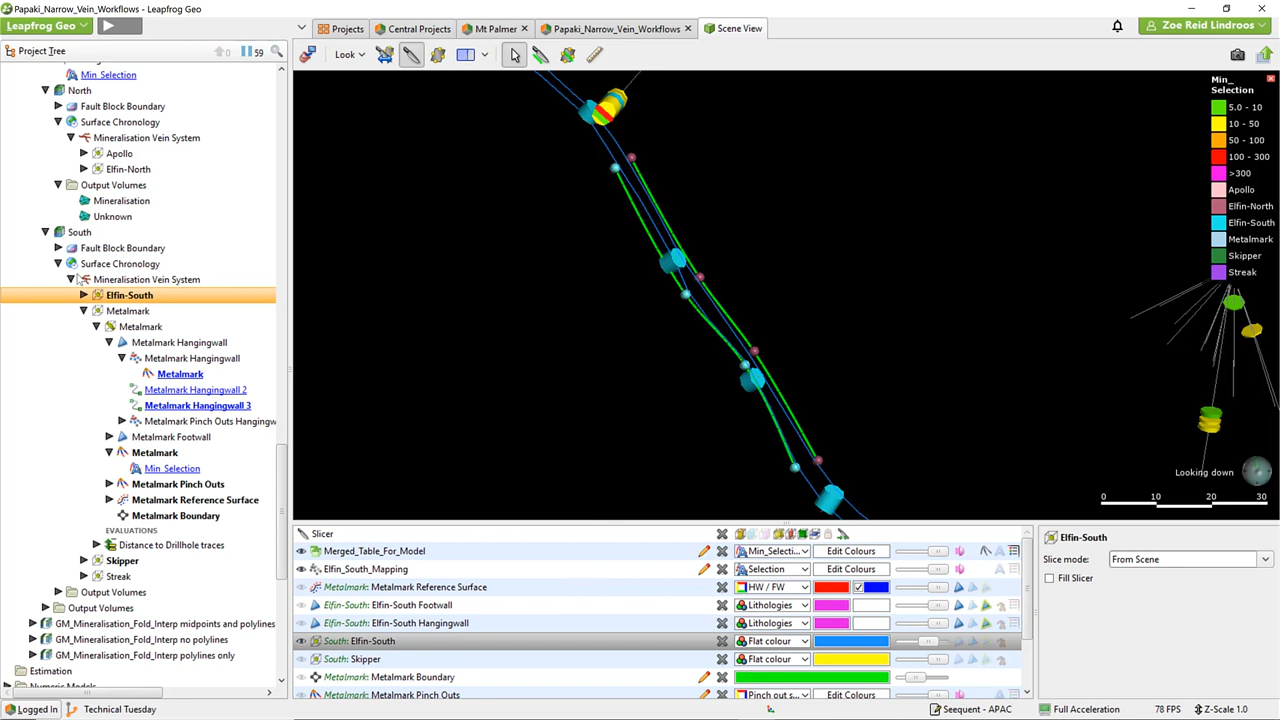 Papaki_Narrow_Vein_Workflows - Leapfrog Geo
Leapfrog Geo
Projects
Central Projects
Mt Palmer
Papaki_Narrow_Vein_Workflows
Scene View
Zoe Reid Lindroos
Project Tree
0
59
Look
Min_Selection
North
Fault Block Boundary
Surface Chronology
Mineralisation Vein System
Apollo
Elfin-North
Output Volumes
Mineralisation
Unknown
South
Fault Block Boundary
Surface Chronology
Mineralisation Vein System
Elfin-South
Metalmark
Metalmark
Metalmark Hangingwall
Metalmark Hangingwall
Metalmark
Metalmark Hangingwall 2
Metalmark Hangingwall 3
Metalmark Pinch Outs Hangingw
Metalmark Footwall
Metalmark
Min_Selection
Metalmark Pinch Outs
Metalmark Reference Surface
Metalmark Boundary
EVALUATIONS
Distance to Drillhole traces
Skipper
Streak
Output Volumes
Output Volumes
GM_Mineralisation_Fold_Interp midpoints and polylines
GM_Mineralisation_Fold_Interp no polylines
GM_Mineralisation_Fold_Interp polylines only
Estimation
Numeric Models
Min_
Selection
5.0 - 10
10 - 50
50 - 100
100 - 300
>300
Apollo
Elfin-North
Elfin-South
Metalmark
Skipper
Streak
Looking down
0 10 20 30
Slicer
Merged_Table_For_Model Min_Selecti... Edit Colours
Elfin_South_Mapping Selection Edit Colours
Metalmark: Metalmark Reference Surface HW / FW
Elfin-South: Elfin-South Footwall Lithologies
Elfin-South: Elfin-South Hangingwall Lithologies
South: Elfin-South Flat colour
South: Skipper Flat colour
Metalmark: Metalmark Boundary
Metalmark: Metalmark Pinch Outs Pinch out s... Edit Colours
Elfin-South
Slice mode: From Scene
Fill Slicer
Logged In
Technical Tuesday
Seequent - APAC
Full Acceleration
78 FPS
Z-Scale 1.0